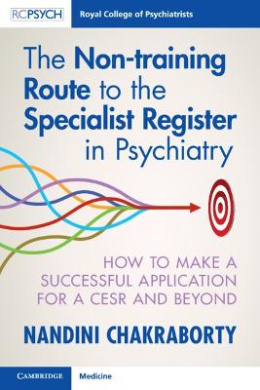 RCPSYCH Royal College of Psychiatrists
The Non-training
Route to the
Specialist Register
in Psychiatry
HOW TO MAKE A
SUCCESSFUL APPLICATION
FOR A CESR AND BEYOND
NANDINI CHAKRABORTY
CAMBRIDGE Medicine